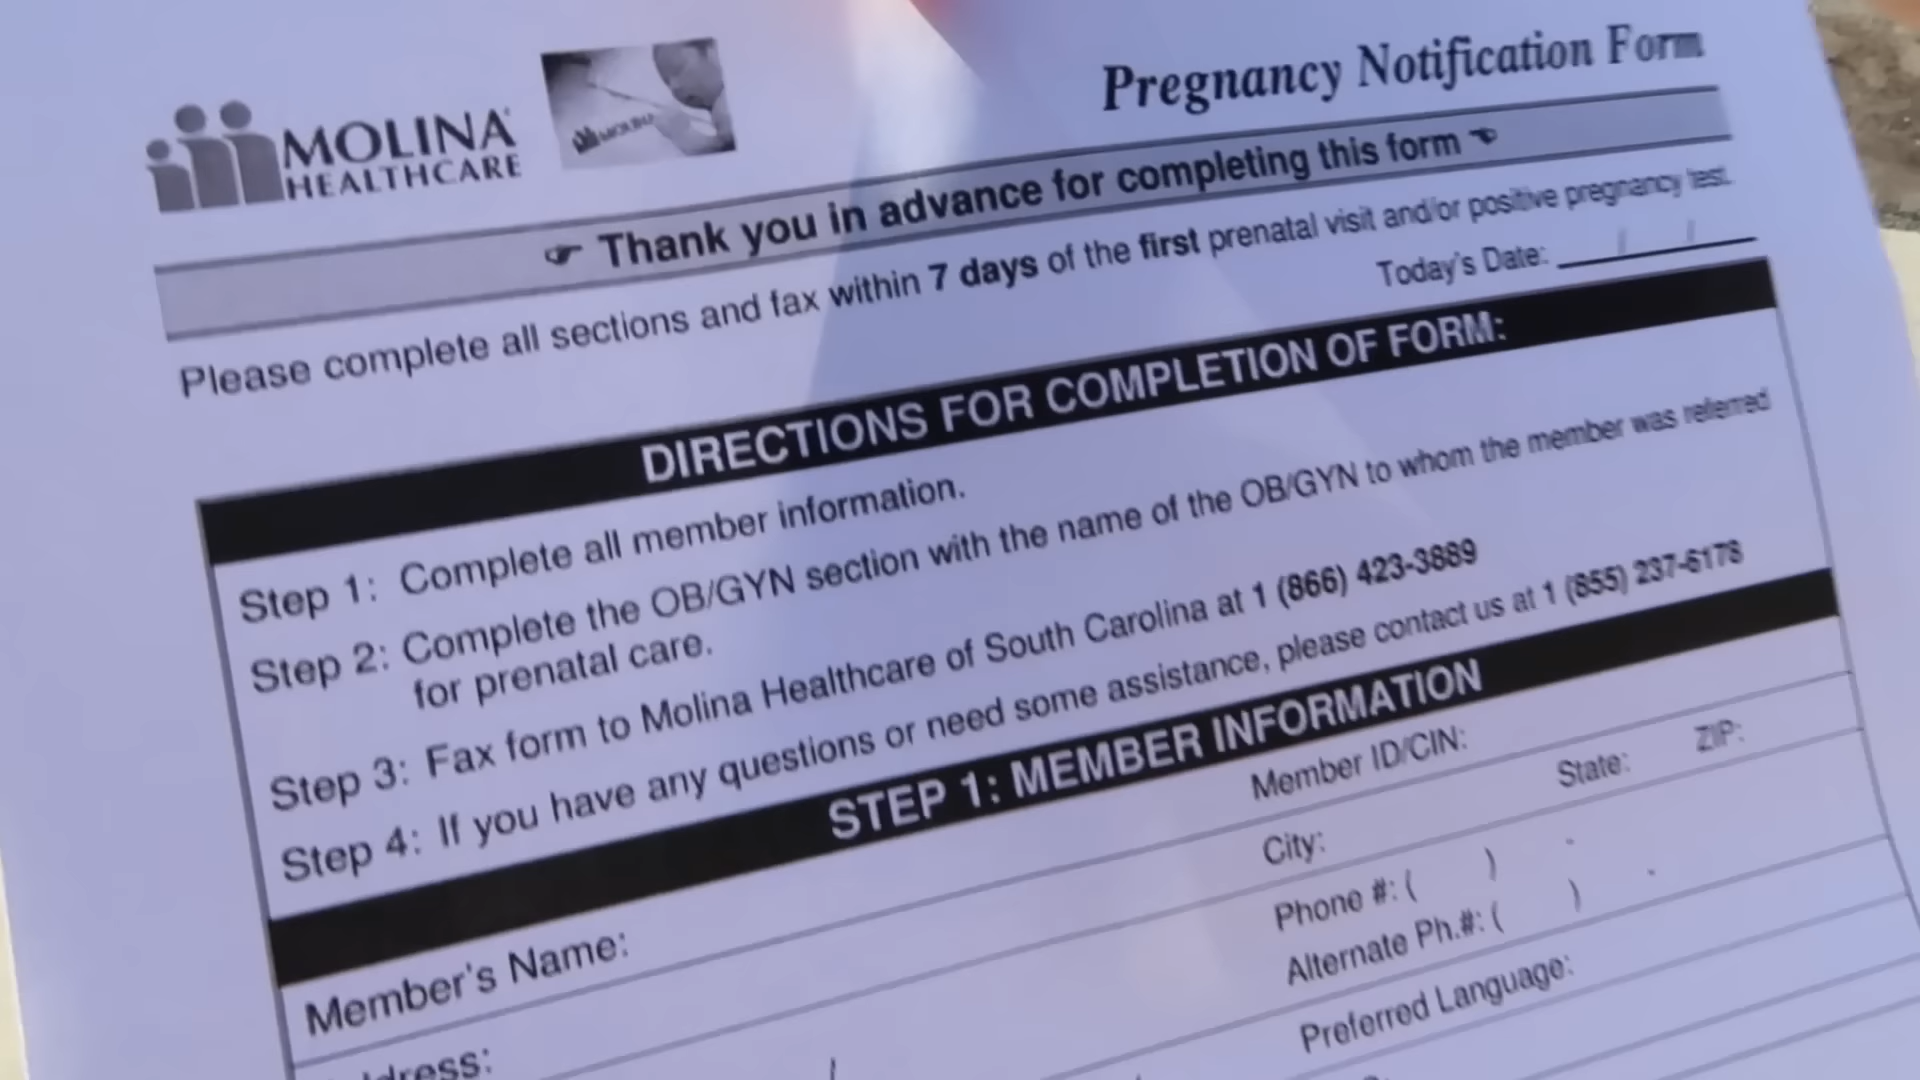 MOLINA
HEALTHCARE
MOLINA
Pregnancy Notification Form
☞ Thank you in advance for completing this form ☜
Please complete all sections and fax within 7 days of the first prenatal visit and/or positive pregnancy test.
Today's Date: / /
DIRECTIONS FOR COMPLETION OF FORM:
Step 1: Complete all member information.
Step 2: Complete the OB/GYN section with the name of the OB/GYN to whom the member was referred
for prenatal care.
Step 3: Fax form to Molina Healthcare of South Carolina at 1 (866) 423-3889
Step 4: If you have any questions or need some assistance, please contact us at 1 (855) 237-6178
STEP 1: MEMBER INFORMATION
Member's Name: Member ID/CIN:
City: State: ZIP:
Phone #: ( ) -
Alternate Ph.#: ( ) -
Preferred Language: